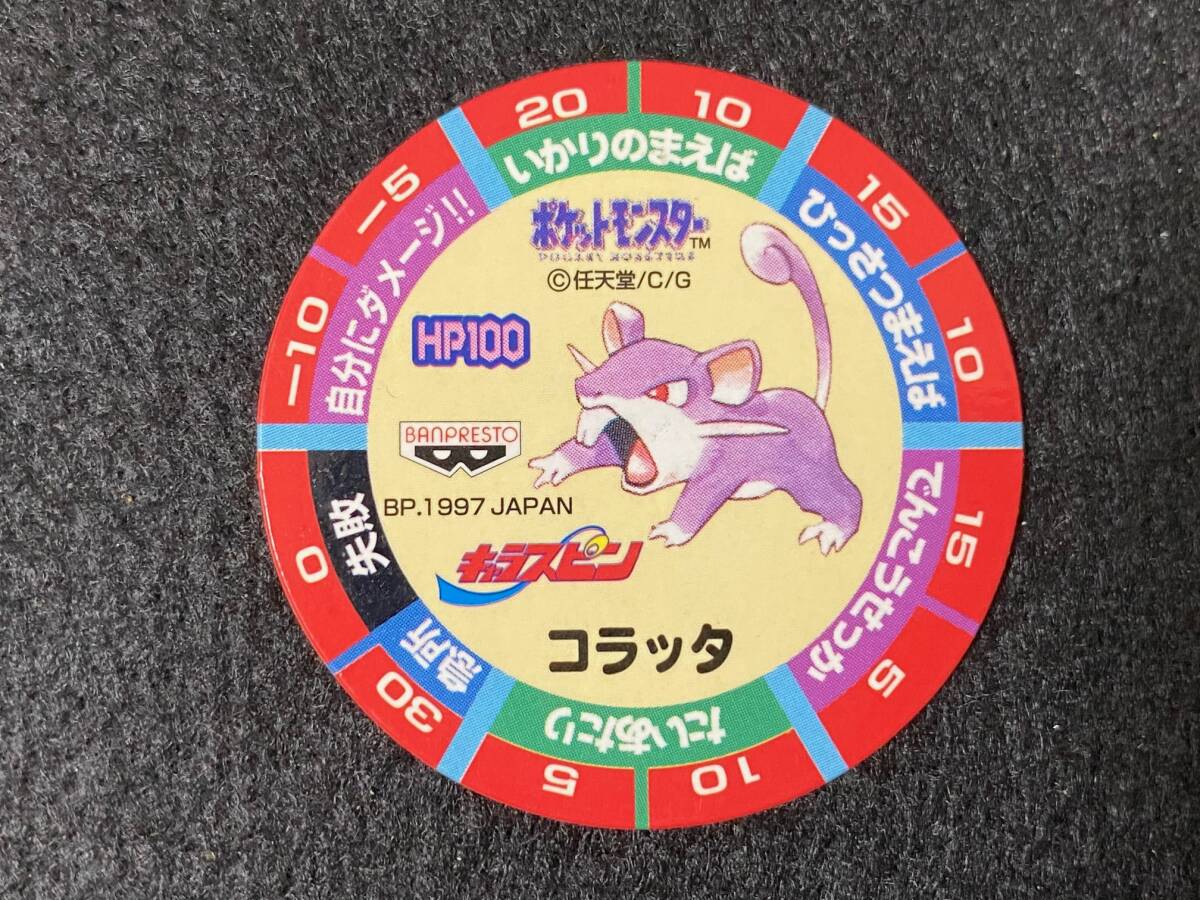 20 10
いかりのまえば
15 10
ひっさつまえば
15 5
でんこうせっか
10 5
たいあたり
30
急所
0
失敗
−10 −5
自分にダメージ!!
ポケットモンスター™
POCKET MONSTERS
©任天堂/C/G
HP100
BANPRESTO
BP.1997 JAPAN
キャラスピン
コラッタ